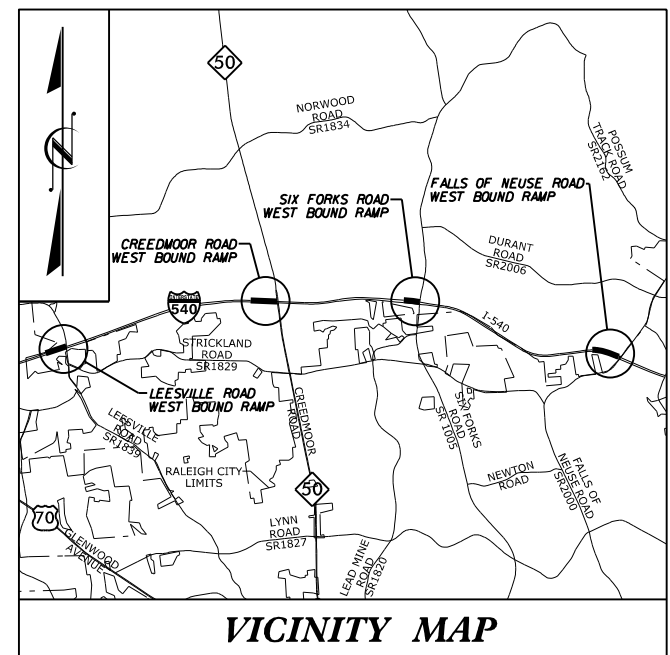 50
NORWOOD
ROAD
SR1834
POSSUM
TRACK ROAD
SR2162
N
SIX FORKS ROAD
WEST BOUND RAMP
FALLS OF NEUSE ROAD
WEST BOUND RAMP
CREEDMOOR ROAD
WEST BOUND RAMP
DURANT
ROAD
SR2006
INTERSTATE
540
I-540
STRICKLAND
ROAD
SR1829
LEESVILLE ROAD
WEST BOUND RAMP
CREEDMOOR
ROAD
LEESVILLE
ROAD
SR1839
SIX FORKS
ROAD
SR 1005
RALEIGH CITY
LIMITS
NEWTON
ROAD
FALLS OF
NEUSE ROAD
SR2000
50
70
GLENWOOD
AVENUE
LYNN
ROAD
SR1827
LEAD MINE
ROAD
SR1820
VICINITY MAP